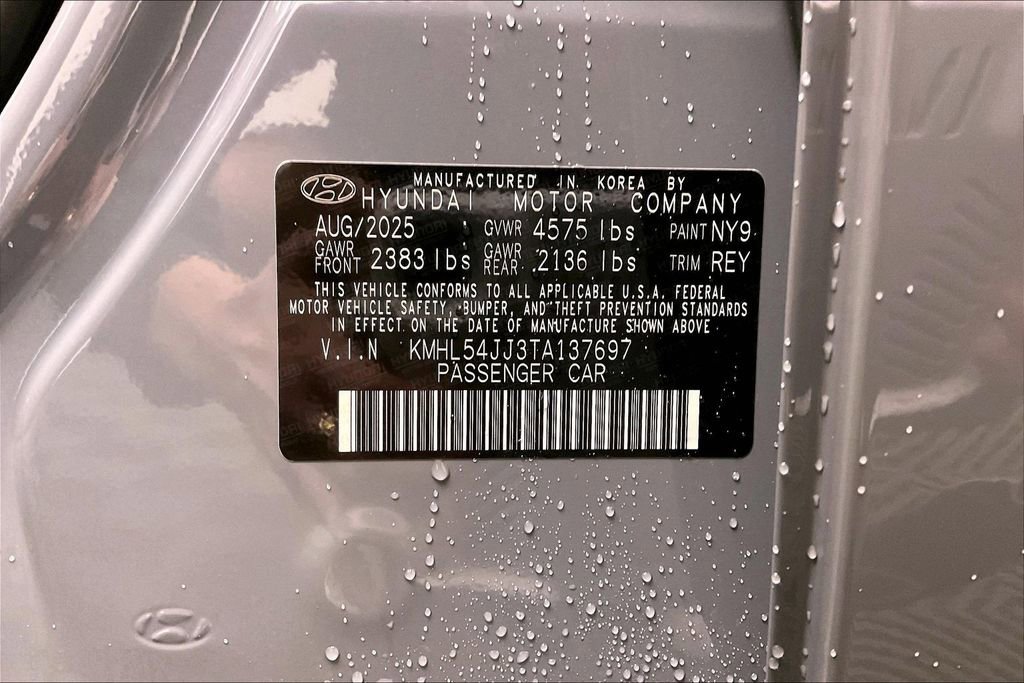 MANUFACTURED IN KOREA BY
HYUNDAI MOTOR COMPANY
AUG/2025 GVWR 4575 lbs PAINT NY9
GAWR FRONT 2383 lbs GAWR REAR 2136 lbs TRIM REY
THIS VEHICLE CONFORMS TO ALL APPLICABLE U.S.A. FEDERAL
MOTOR VEHICLE SAFETY, BUMPER, AND THEFT PREVENTION STANDARDS
IN EFFECT ON THE DATE OF MANUFACTURE SHOWN ABOVE
V.I.N KMHL54JJ3TA137697
PASSENGER CAR